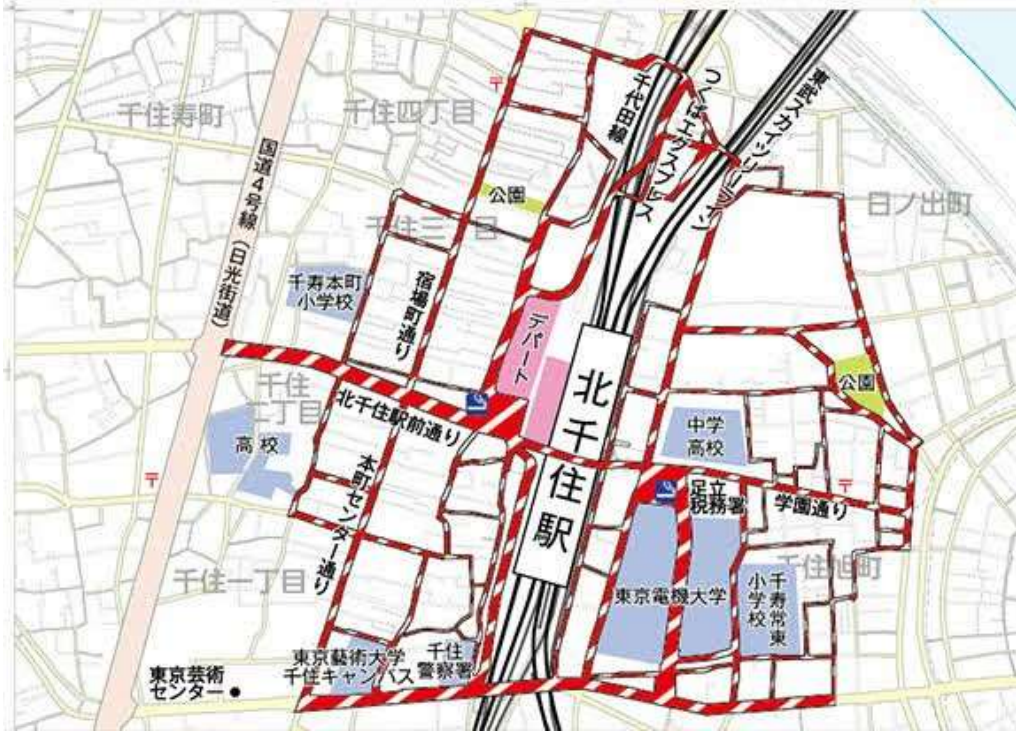 千住寿町
千住四丁目
千代田線
つくばエクスプレス
東武スカイツリーライン
国道4号線（日光街道）
公園
千住三丁目
日ノ出町
千寿本町
小学校
宿場町通り
デパート
北千住駅
公園
千住
二丁目
北千住駅前通り
中学
高校
高校
本町センター通り
足立
税務署
学園通り
千住一丁目
千住旭町
東京電機大学
千寿常東
小学校
東京芸術
センター
東京藝術大学
千住キャンパス
千住
警察署
〒
〒
〒